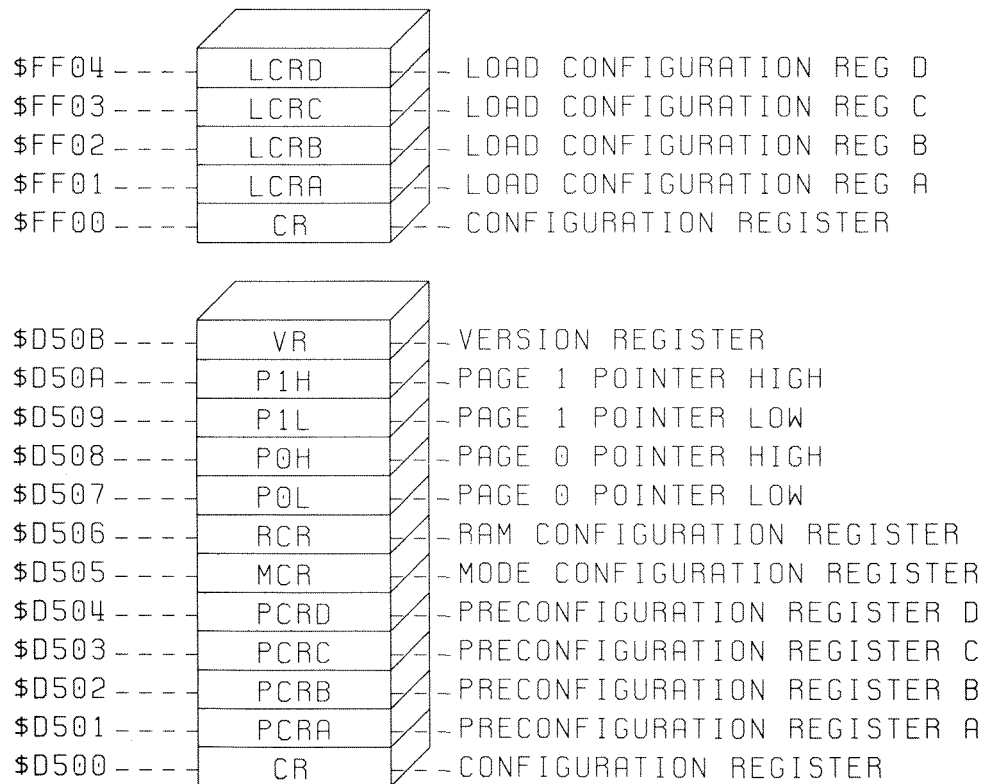 $FF04---- LCRD --- LOAD CONFIGURATION REG D
$FF03---- LCRC --- LOAD CONFIGURATION REG C
$FF02---- LCRB --- LOAD CONFIGURATION REG B
$FF01---- LCRA --- LOAD CONFIGURATION REG A
$FF00---- CR --- CONFIGURATION REGISTER
$D50B---- VR ---VERSION REGISTER
$D50A---- P1H ---PAGE 1 POINTER HIGH
$D509---- P1L ---PAGE 1 POINTER LOW
$D508---- P0H ---PAGE 0 POINTER HIGH
$D507---- P0L ---PAGE 0 POINTER LOW
$D506---- RCR ---RAM CONFIGURATION REGISTER
$D505---- MCR ---MODE CONFIGURATION REGISTER
$D504---- PCRD ---PRECONFIGURATION REGISTER D
$D503---- PCRC ---PRECONFIGURATION REGISTER C
$D502---- PCRB ---PRECONFIGURATION REGISTER B
$D501---- PCRA ---PRECONFIGURATION REGISTER A
$D500---- CR ---CONFIGURATION REGISTER